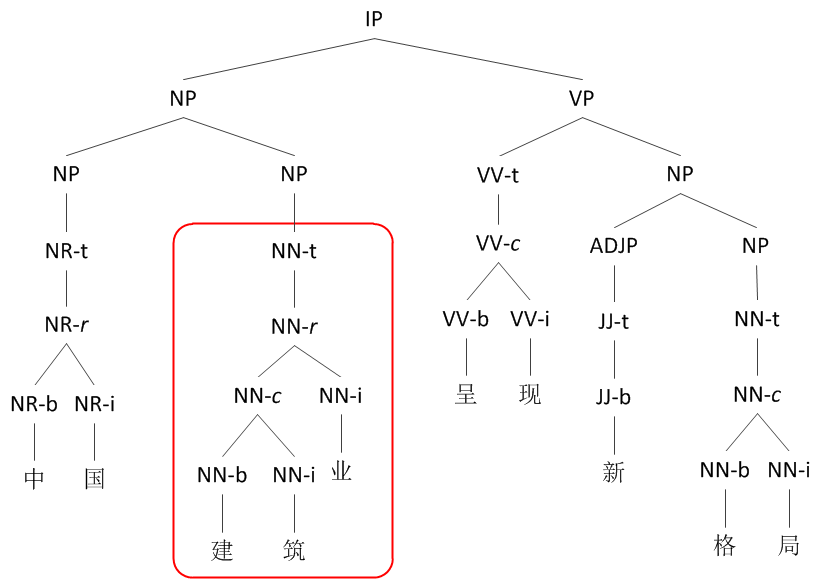 IP
NP VP
NP NP VV-t NP
NR-t NN-t VV-c ADJP NP
NR-r NN-r VV-b VV-i JJ-t NN-t
NR-b NR-i NN-c NN-i 呈 现 JJ-b NN-c
中 国 NN-b NN-i 业 新 NN-b NN-i
建 筑 格 局